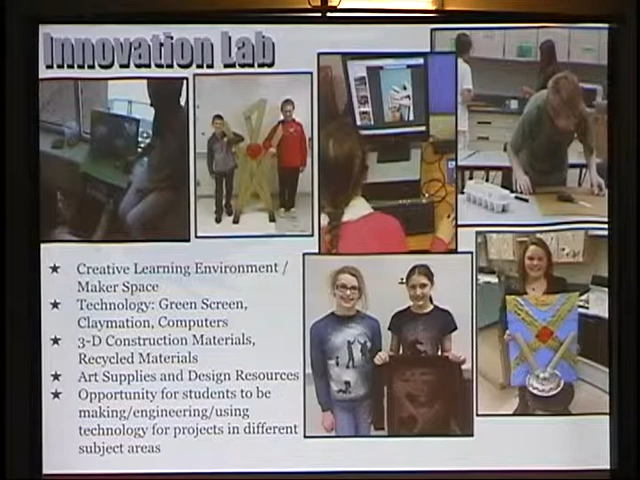 Innovation Lab
★ Creative Learning Environment /
Maker Space
★ Technology: Green Screen,
Claymation, Computers
★ 3-D Construction Materials,
Recycled Materials
★ Art Supplies and Design Resources
★ Opportunity for students to be
making/engineering/using
technology for projects in different
subject areas